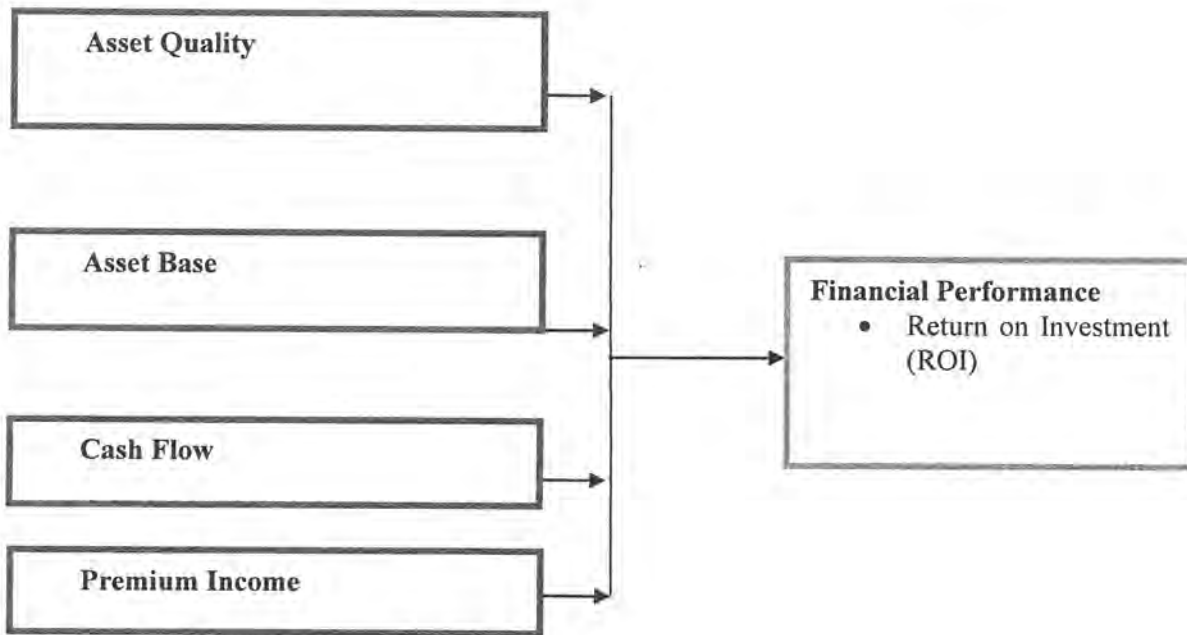 Asset Quality
Asset Base
Cash Flow
Premium Income
Financial Performance
• Return on Investment
(ROI)